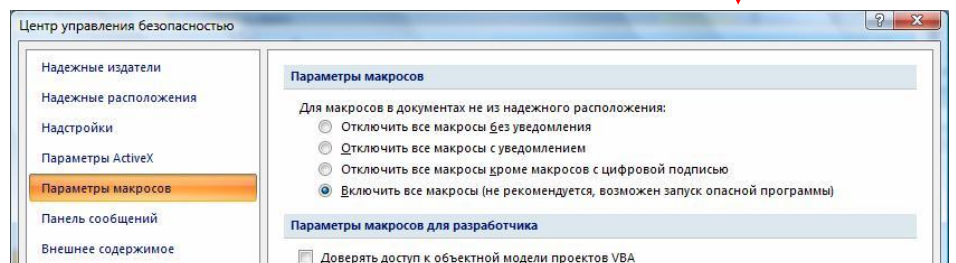 Центр управления безопасностью
Надежные издатели
Надежные расположения
Надстройки
Параметры ActiveX
Параметры макросов
Панель сообщений
Внешнее содержимое
Параметры макросов
Для макросов в документах не из надежного расположения:
Отключить все макросы без уведомления
Отключить все макросы с уведомлением
Отключить все макросы кроме макросов с цифровой подписью
Включить все макросы (не рекомендуется, возможен запуск опасной программы)
Параметры макросов для разработчика
Доверять доступ к объектной модели проектов VBA